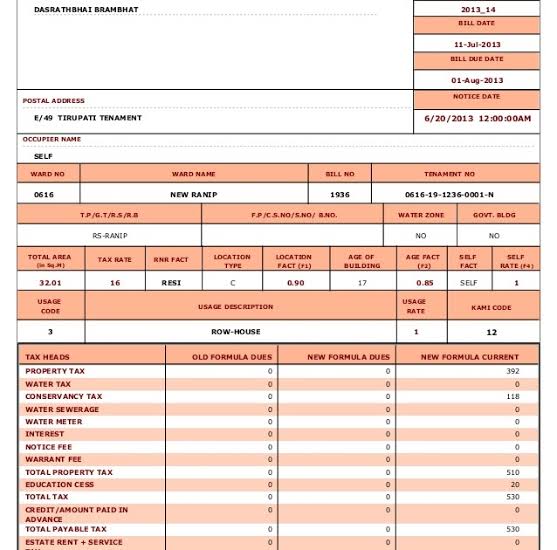 DASRATHBHAI BRAMBHAT
2013_14
BILL DATE
11-Jul-2013
BILL DUE DATE
01-Aug-2013
POSTAL ADDRESS
NOTICE DATE
E/49 TIRUPATI TENAMENT
6/20/2013 12:00:00AM
OCCUPIER NAME
SELF
WARD NO WARD NAME BILL NO TENAMENT NO
0616 NEW RANIP 1936 0616-19-1236-0001-N
T.P/G.T/R.S/R.B F.P/C.S.NO/S.NO/ B.NO. WATER ZONE GOVT. BLDG
RS-RANIP NO NO
TOTAL AREA (in Sq.M) TAX RATE RNR FACT LOCATION TYPE LOCATION FACT (F1) AGE OF BUILDING AGE FACT (F2) SELF FACT SELF RATE (F4)
32.01 16 RESI C 0.90 17 0.85 SELF 1
USAGE CODE USAGE DESCRIPTION USAGE RATE KAMI CODE
3 ROW-HOUSE 1 12
TAX HEADS OLD FORMULA DUES NEW FORMULA DUES NEW FORMULA CURRENT
PROPERTY TAX 0 0 392
WATER TAX 0 0 0
CONSERVANCY TAX 0 0 118
WATER SEWERAGE 0 0 0
WATER METER 0 0 0
INTEREST 0 0 0
NOTICE FEE 0 0 0
WARRANT FEE 0 0 0
TOTAL PROPERTY TAX 0 0 510
EDUCATION CESS 0 0 20
TOTAL TAX 0 0 530
CREDIT/AMOUNT PAID IN ADVANCE 0 0 0
TOTAL PAYABLE TAX 0 0 530
ESTATE RENT + SERVICE 0 0 0